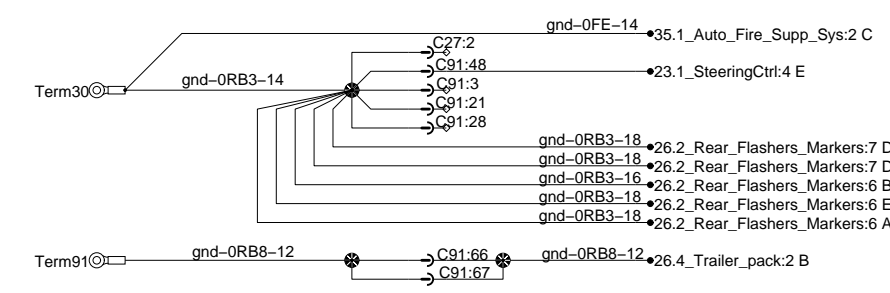 gnd–0FE–14
35.1_Auto_Fire_Supp_Sys:2 C
C27:2
C91:48
23.1_SteeringCtrl:4 E
Term30
gnd–0RB3–14
C91:3
C91:21
C91:28
gnd–0RB3–18
26.2_Rear_Flashers_Markers:7 D
gnd–0RB3–18
26.2_Rear_Flashers_Markers:7 D
gnd–0RB3–16
26.2_Rear_Flashers_Markers:6 B
gnd–0RB3–18
26.2_Rear_Flashers_Markers:6 E
gnd–0RB3–18
26.2_Rear_Flashers_Markers:6 A
Term91
gnd–0RB8–12
C91:66
gnd–0RB8–12
26.4_Trailer_pack:2 B
C91:67